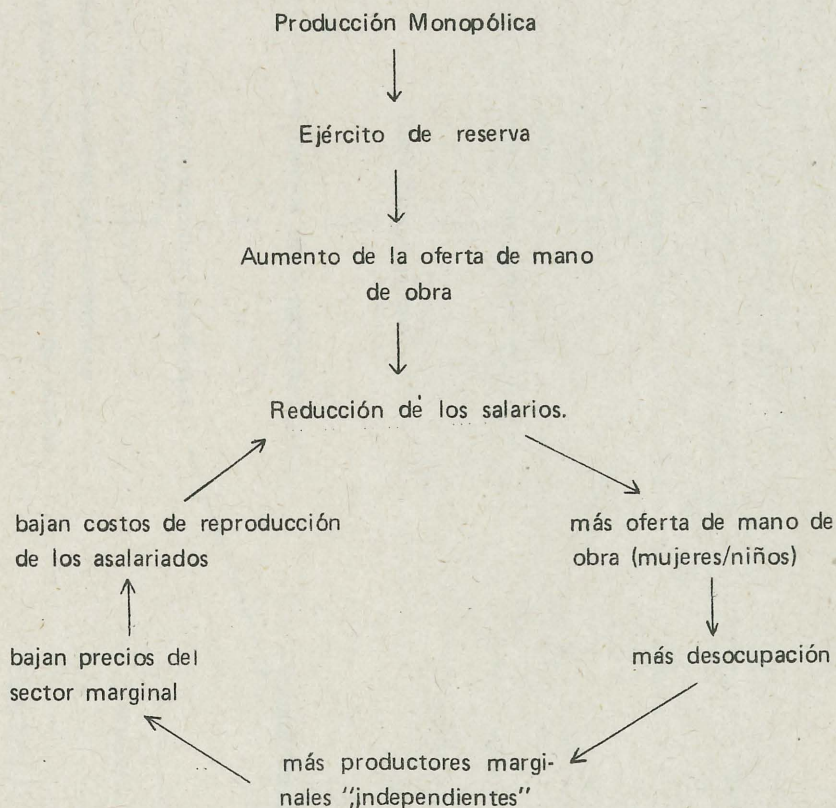 Producción Monopólica
Ejército de reserva
Aumento de la oferta de mano
de obra
Reducción de los salarios.
bajan costos de reproducción
de los asalariados
más oferta de mano de
obra (mujeres/niños)
bajan precios del
sector marginal
más desocupación
más productores margi-
nales “jndependientes”